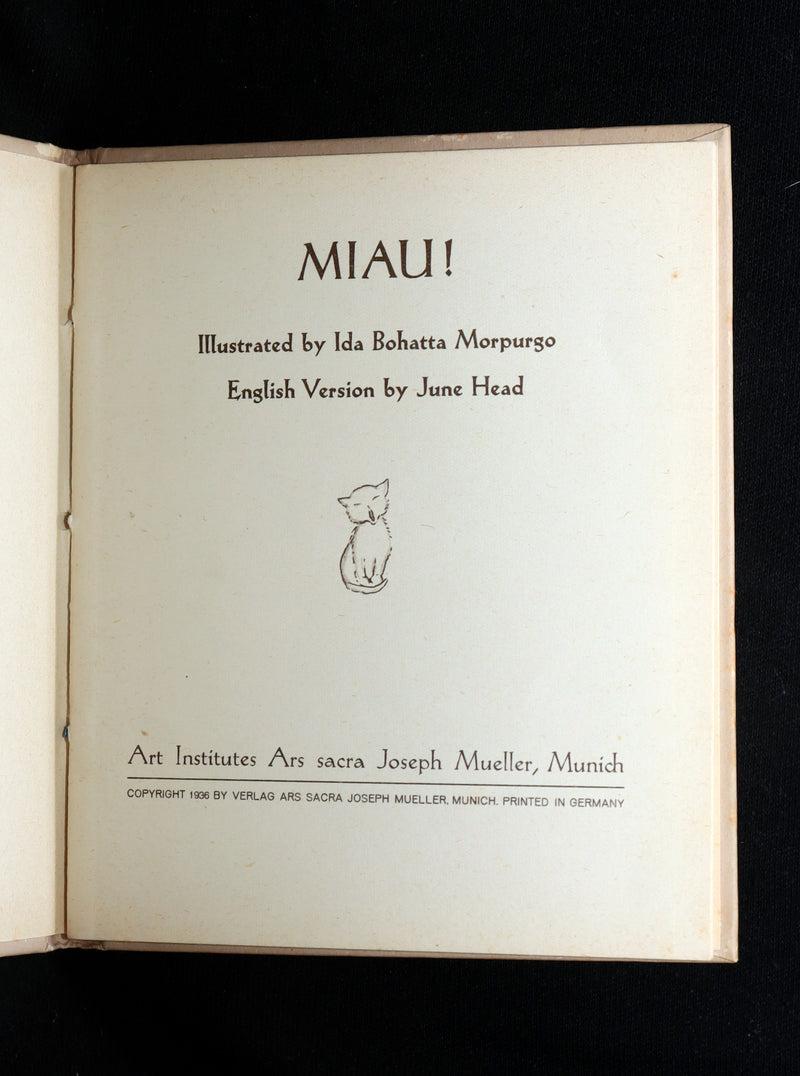 MIAU!
Illustrated by Ida Bohatta Morpurgo
English Version by June Head
Art Institutes Ars sacra Joseph Mueller, Munich
COPYRIGHT 1936 BY VERLAG ARS SACRA JOSEPH MUELLER, MUNICH. PRINTED IN GERMANY